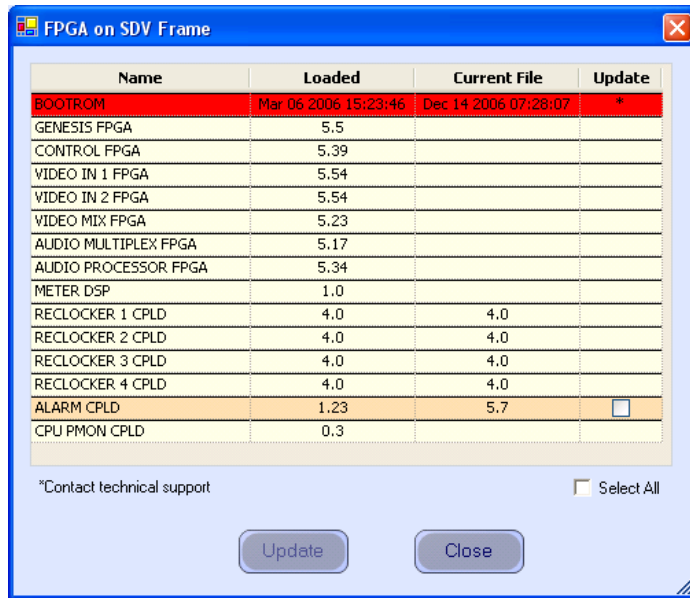 FPGA on SDV Frame
Name Loaded Current File Update
BOOTROM Mar 06 2006 15:23:46 Dec 14 2006 07:28:07 *
GENESIS FPGA 5.5
CONTROL FPGA 5.39
VIDEO IN 1 FPGA 5.54
VIDEO IN 2 FPGA 5.54
VIDEO MIX FPGA 5.23
AUDIO MULTIPLEX FPGA 5.17
AUDIO PROCESSOR FPGA 5.34
METER DSP 1.0
RECLOCKER 1 CPLD 4.0 4.0
RECLOCKER 2 CPLD 4.0 4.0
RECLOCKER 3 CPLD 4.0 4.0
RECLOCKER 4 CPLD 4.0 4.0
ALARM CPLD 1.23 5.7
CPU PMON CPLD 0.3
*Contact technical support Select All
Update Close